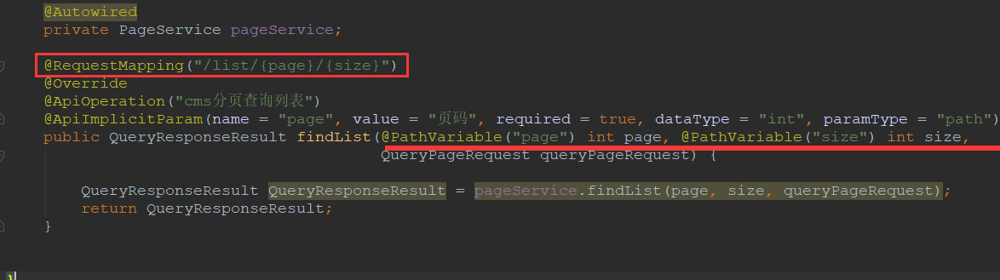 @Autowired
private PageService pageService;
@RequestMapping("/list/{page}/{size}")
@Override
@ApiOperation("cms分页查询列表")
@ApiImplicitParam(name = "page", value = "页码", required = true, dataType = "int", paramType = "path")
public QueryResponseResult findList(@PathVariable("page") int page, @PathVariable("size") int size,
QueryPageRequest queryPageRequest) {
QueryResponseResult QueryResponseResult = pageService.findList(page, size, queryPageRequest);
return QueryResponseResult;
}
}